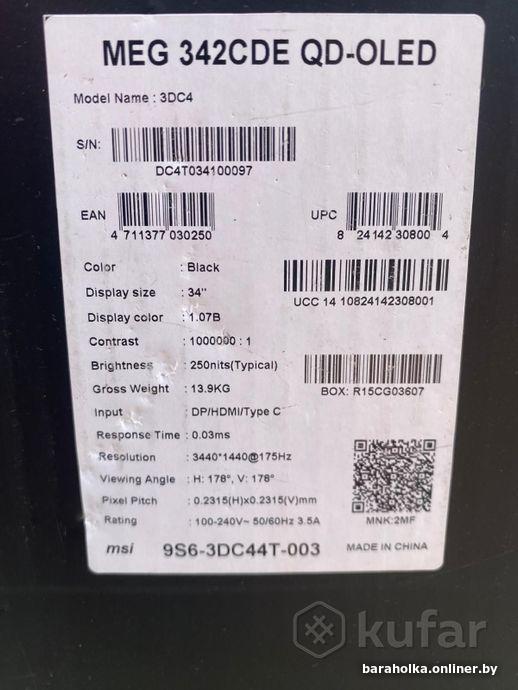 MEG 342CDE QD-OLED
Model Name : 3DC4
S/N:
DC4T034100097
EAN
4 711377 030250
UPC
8 24142 30800 4
Color : Black
UCC 14 10824142308001
Display size : 34"
Display color : 1.07B
Contrast : 1000000 : 1
Brightness : 250nits(Typical)
Gross Weight : 13.9KG
BOX: R15CG03607
Input : DP/HDMI/Type C
Response Time : 0.03ms
Resolution : 3440*1440@175Hz
Viewing Angle : H: 178°, V: 178°
Pixel Pitch : 0.2315(H)x0.2315(V)mm
Rating : 100-240V~ 50/60Hz 3.5A
MNK:2MF
msi 9S6-3DC44T-003 MADE IN CHINA
kufar
baraholka.onliner.by